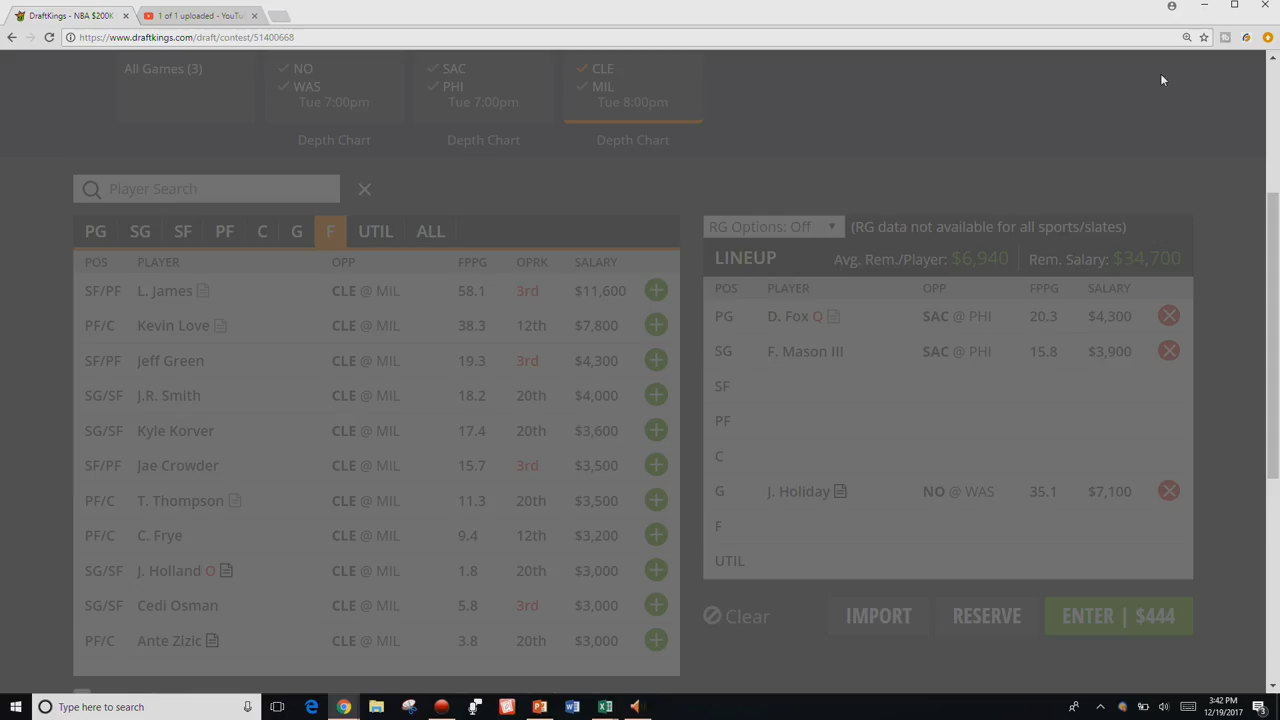 DraftKings - NBA $200K
1 of 1 uploaded - YouTu
https://www.draftkings.com/draft/contest/51400668
All Games (3)
NO
WAS
Tue 7:00pm
SAC
PHI
Tue 7:00pm
CLE
MIL
Tue 8:00pm
Depth Chart
Depth Chart
Depth Chart
Player Search
PG SG SF PF C G F UTIL ALL
POS PLAYER OPP FPPG OPRK SALARY
SF/PF L. James CLE @ MIL 58.1 3rd $11,600
PF/C Kevin Love CLE @ MIL 38.3 12th $7,800
SF/PF Jeff Green CLE @ MIL 19.3 3rd $4,300
SG/SF J.R. Smith CLE @ MIL 18.2 20th $4,000
SG/SF Kyle Korver CLE @ MIL 17.4 20th $3,600
SF/PF Jae Crowder CLE @ MIL 15.7 3rd $3,500
PF/C T. Thompson CLE @ MIL 11.3 20th $3,500
PF/C C. Frye CLE @ MIL 9.4 12th $3,200
SG/SF J. Holland O CLE @ MIL 1.8 20th $3,000
SG/SF Cedi Osman CLE @ MIL 5.8 3rd $3,000
PF/C Ante Zizic CLE @ MIL 3.8 20th $3,000
RG Options: Off (RG data not available for all sports/slates)
LINEUP Avg. Rem./Player: $6,940 Rem. Salary: $34,700
POS PLAYER OPP FPPG SALARY
PG D. Fox Q SAC @ PHI 20.3 $4,300
SG F. Mason III SAC @ PHI 15.8 $3,900
SF
PF
C
G J. Holiday NO @ WAS 35.1 $7,100
F
UTIL
Clear IMPORT RESERVE ENTER | $444
Type here to search
3:42 PM
12/19/2017